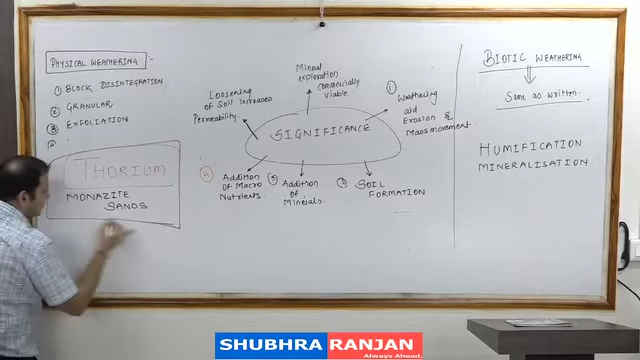 PHYSICAL WEATHERING :-
① BLOCK DISINTEGRATION
② GRANULAR
③ EXFOLIATION
THORIUM
MONAZITE
SANDS
SIGNIFICANCE
Loosening
of Soil increases
Permeability.
Mineral
exploration
commercially
viable
①
Weathering
aid
Erosion &
Mass movement
④
Addition
of Macro
Nutrients
③
Addition
of
Minerals.
② SOIL
FORMATION
BIOTIC WEATHERING
Same as written.
HUMIFICATION
MINERALISATION
SHUBHRA RANJAN
Always Ahead.